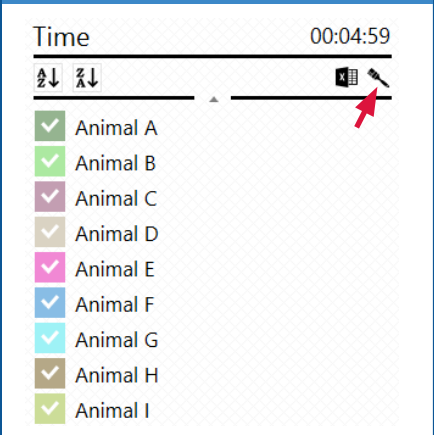 Time 00:04:59
A Z Z A X
Animal A
Animal B
Animal C
Animal D
Animal E
Animal F
Animal G
Animal H
Animal I